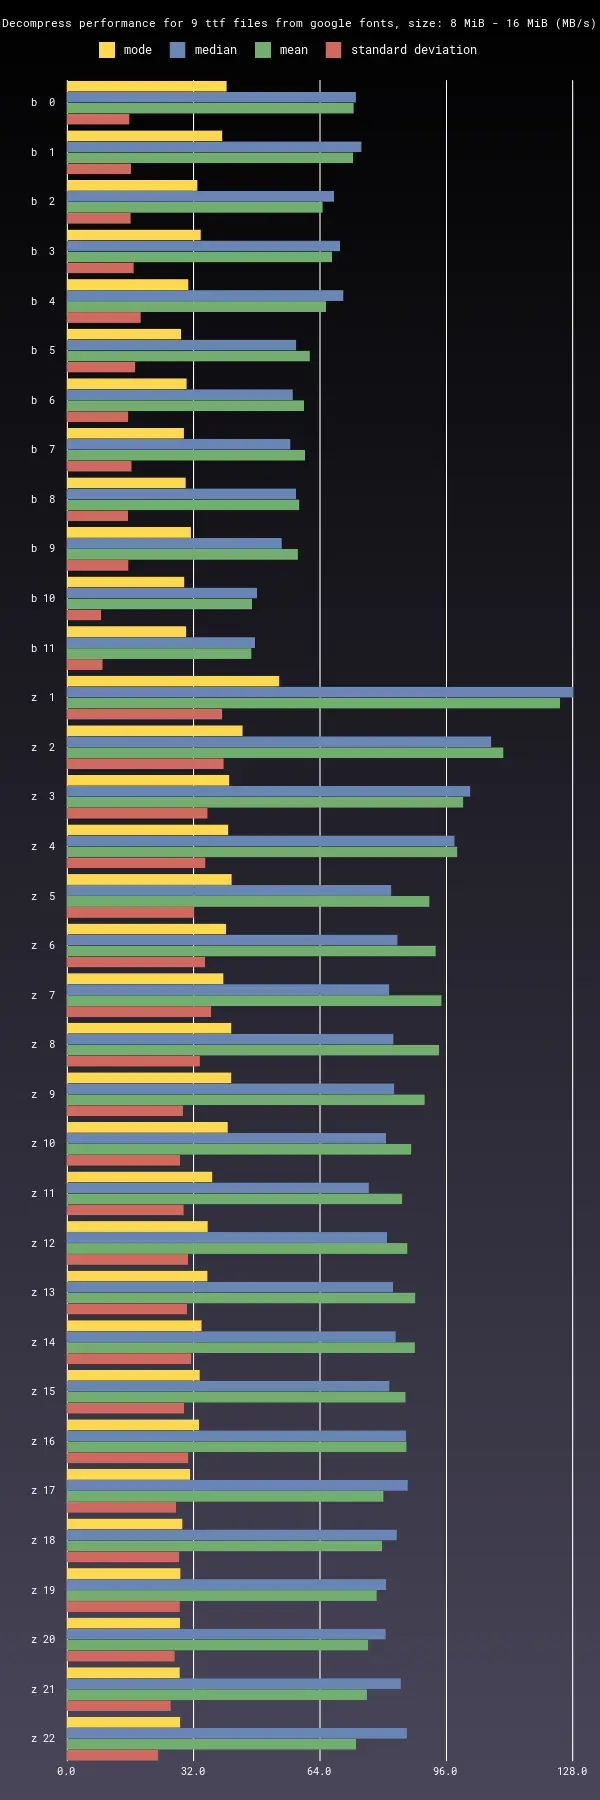 Decompress performance for 9 ttf files from google fonts, size: 8 MiB - 16 MiB (MB/s)
mode median mean standard deviation
b 0
b 1
b 2
b 3
b 4
b 5
b 6
b 7
b 8
b 9
b 10
b 11
z 1
z 2
z 3
z 4
z 5
z 6
z 7
z 8
z 9
z 10
z 11
z 12
z 13
z 14
z 15
z 16
z 17
z 18
z 19
z 20
z 21
z 22
0.0 32.0 64.0 96.0 128.0